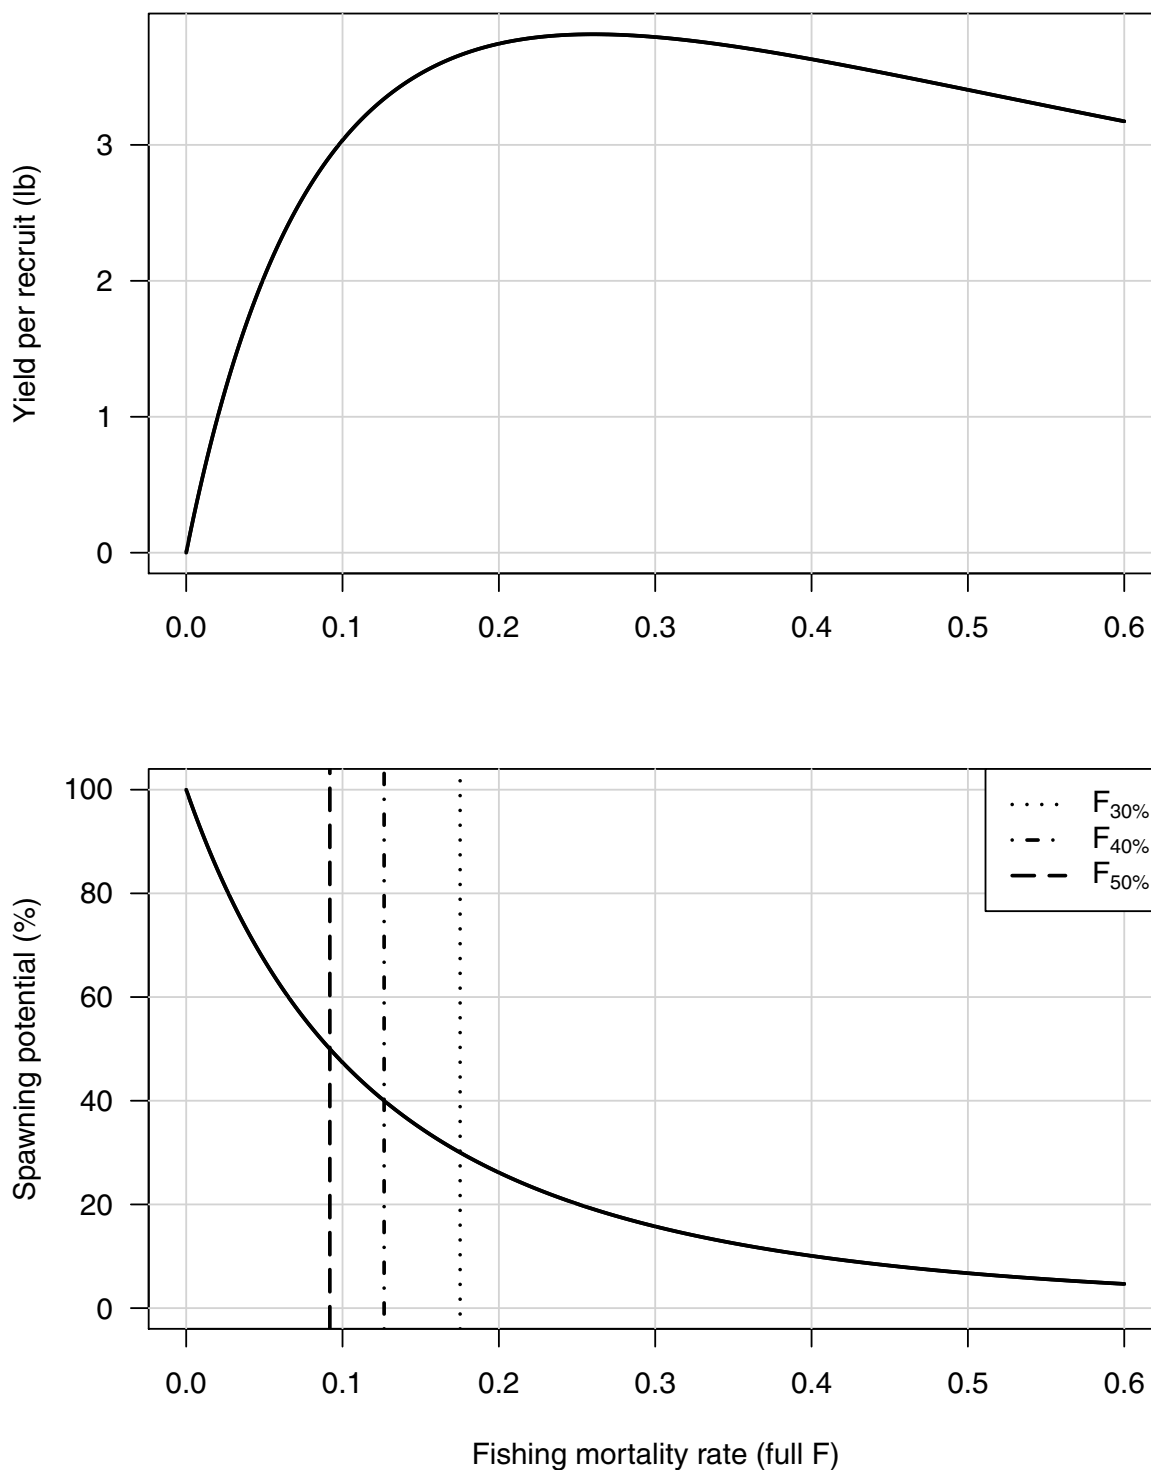 Yield per recruit (lb)
3
2
1
0
0.0 0.1 0.2 0.3 0.4 0.5 0.6
Spawning potential (%)
100
80
60
40
20
0
F30%
F40%
F50%
0.0 0.1 0.2 0.3 0.4 0.5 0.6
Fishing mortality rate (full F)